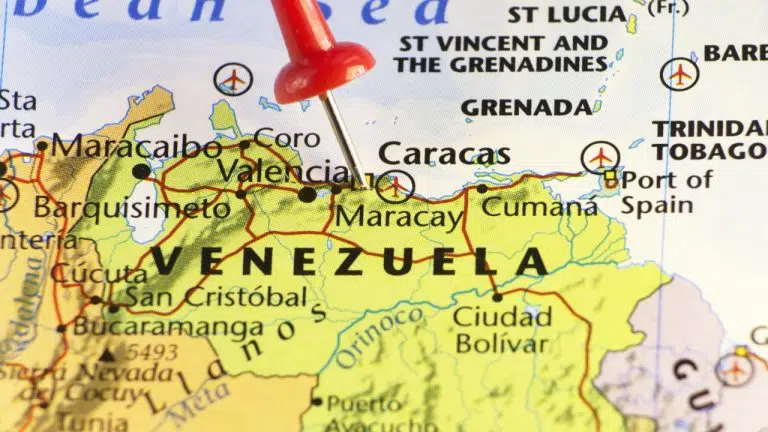 bean Sea
ST LUCIA
(Fr.)
ST VINCENT AND
THE GRENADINES
BARB
GRENADA
TRINIDAD
TOBAGO
Sta
rta
Maracaibo
Coro
Valencia
Caracas
Port of
Spain
Barquisimeto
Maracay
Cumaná
nteria
VENEZUELA
Cúcuta
San Cristóbal
Bucaramanga
Llanos
Orinoco
Ciudad
Bolívar
5493
Sierra Nevada
del Cocuy
Meta
Tunja
Puerto
Ayacucho
GU